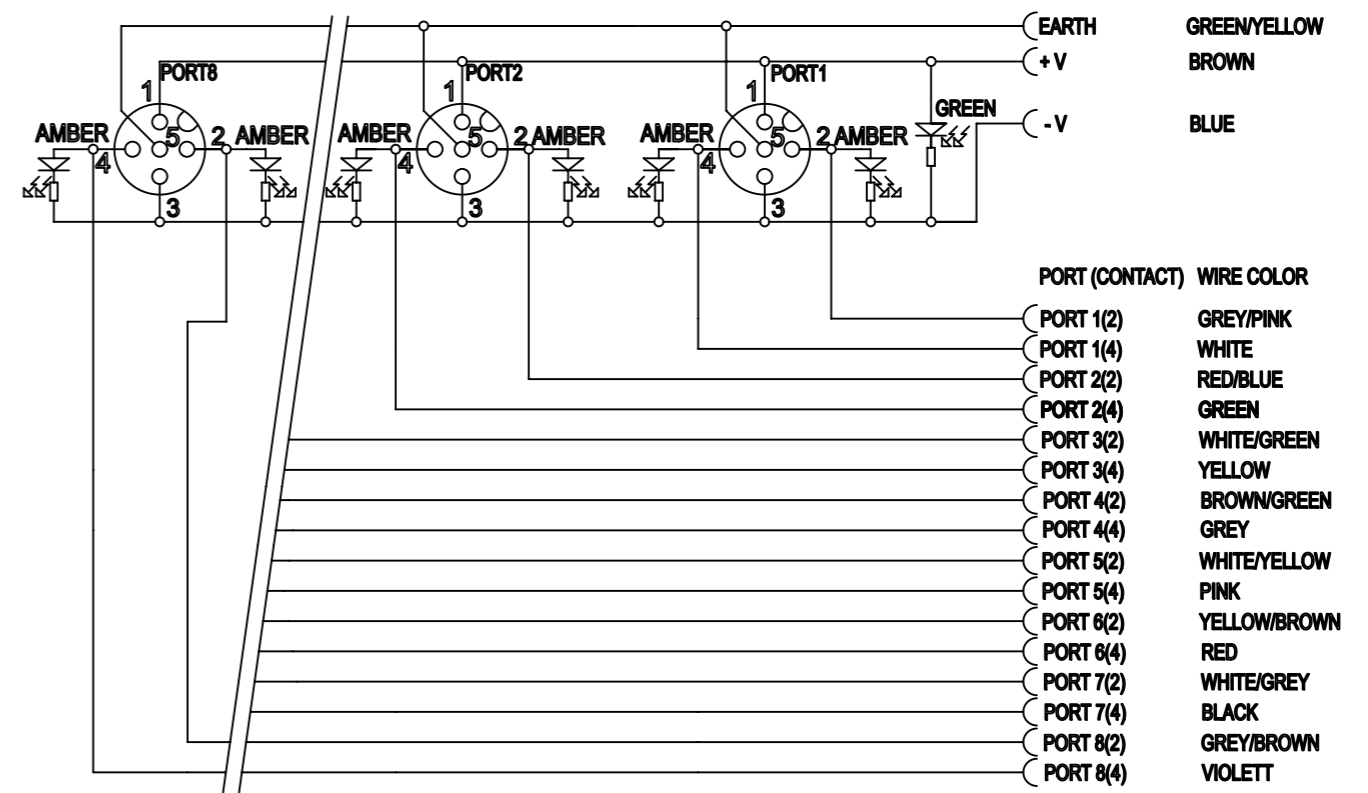 EARTH GREEN/YELLOW
+ V BROWN
- V BLUE
PORT8 PORT2 PORT1
1 1 1
GREEN
AMBER 5 2 AMBER AMBER 5 2 AMBER AMBER 5 2 AMBER
4 4 4
3 3 3
PORT (CONTACT) WIRE COLOR
PORT 1(2) GREY/PINK
PORT 1(4) WHITE
PORT 2(2) RED/BLUE
PORT 2(4) GREEN
PORT 3(2) WHITE/GREEN
PORT 3(4) YELLOW
PORT 4(2) BROWN/GREEN
PORT 4(4) GREY
PORT 5(2) WHITE/YELLOW
PORT 5(4) PINK
PORT 6(2) YELLOW/BROWN
PORT 6(4) RED
PORT 7(2) WHITE/GREY
PORT 7(4) BLACK
PORT 8(2) GREY/BROWN
PORT 8(4) VIOLETT